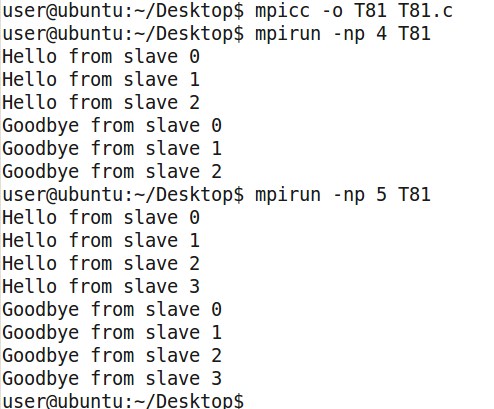 user@ubuntu:~/Desktop$ mpicc -o T81 T81.c
user@ubuntu:~/Desktop$ mpirun -np 4 T81
Hello from slave 0
Hello from slave 1
Hello from slave 2
Goodbye from slave 0
Goodbye from slave 1
Goodbye from slave 2
user@ubuntu:~/Desktop$ mpirun -np 5 T81
Hello from slave 0
Hello from slave 1
Hello from slave 2
Hello from slave 3
Goodbye from slave 0
Goodbye from slave 1
Goodbye from slave 2
Goodbye from slave 3
user@ubuntu:~/Desktop$